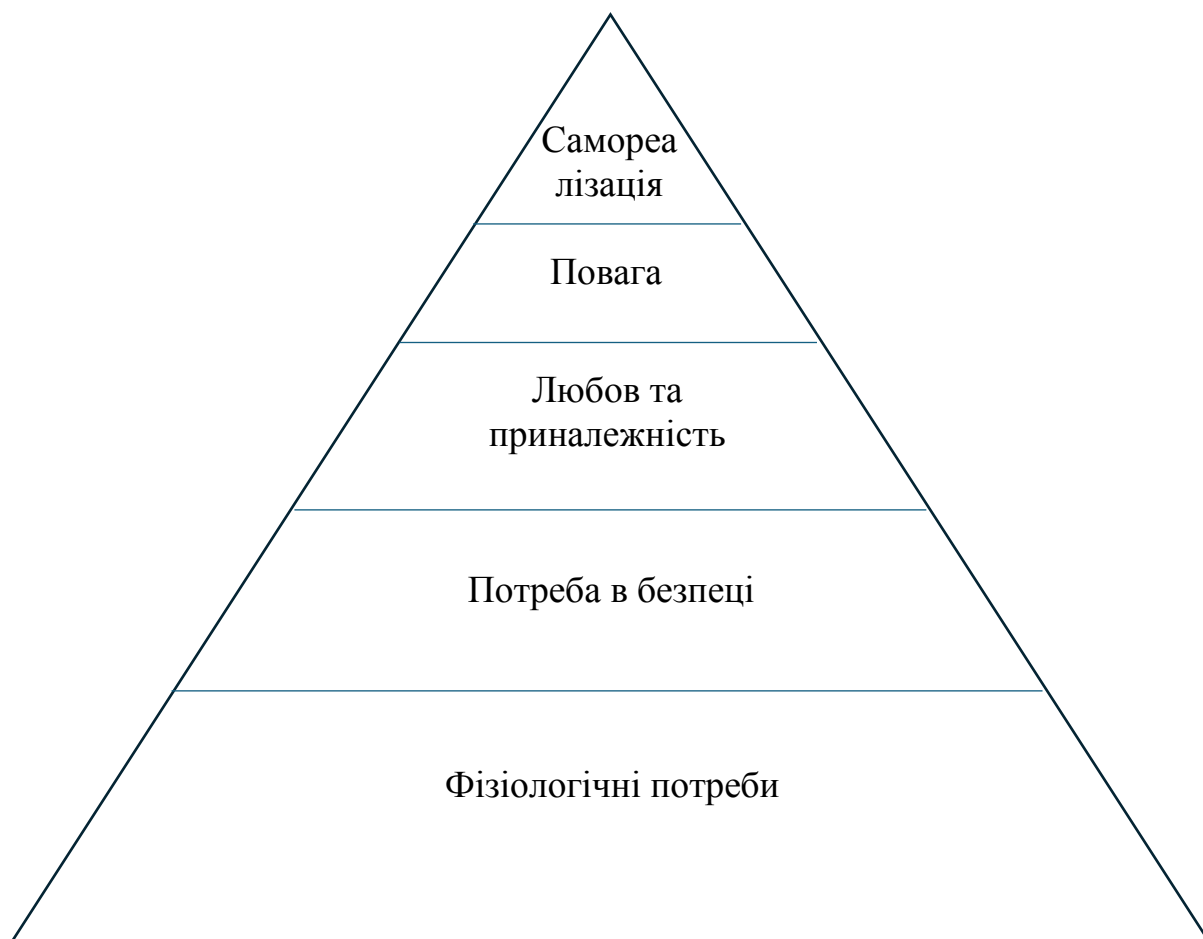 Самореа
лізація
Повага
Любов та
приналежність
Потреба в безпеці
Фізіологічні потреби